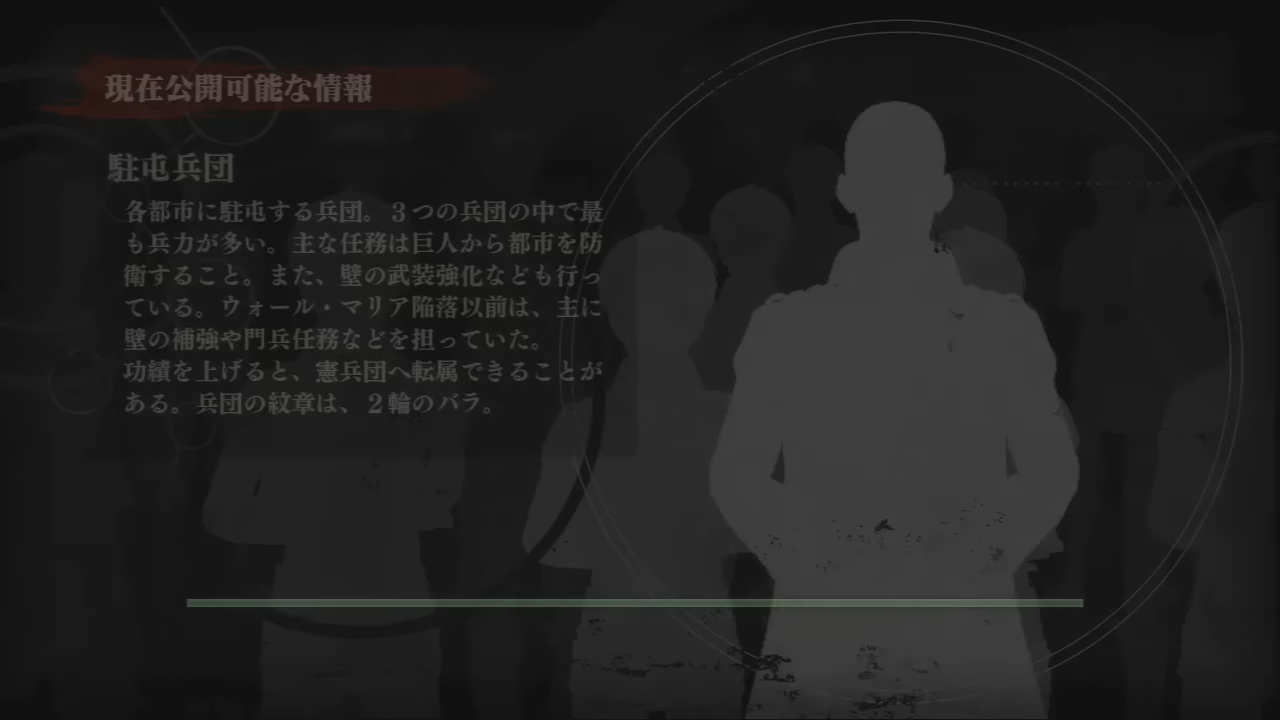 現在公開可能な情報
駐屯兵団
各都市に駐屯する兵団。３つの兵団の中で最
も兵力が多い。主な任務は巨人から都市を防
衛すること。また、壁の武装強化なども行っ
ている。ウォール・マリア陥落以前は、主に
壁の補強や門兵任務などを担っていた。
功績を上げると、憲兵団へ転属できることが
ある。兵団の紋章は、２輪のバラ。